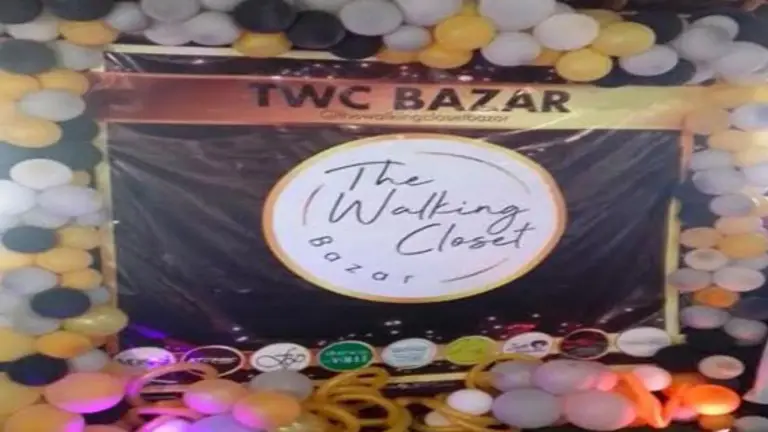 TWC BAZAR
@thewalkingclosetbazar
The
Walking
Closet
Bazar